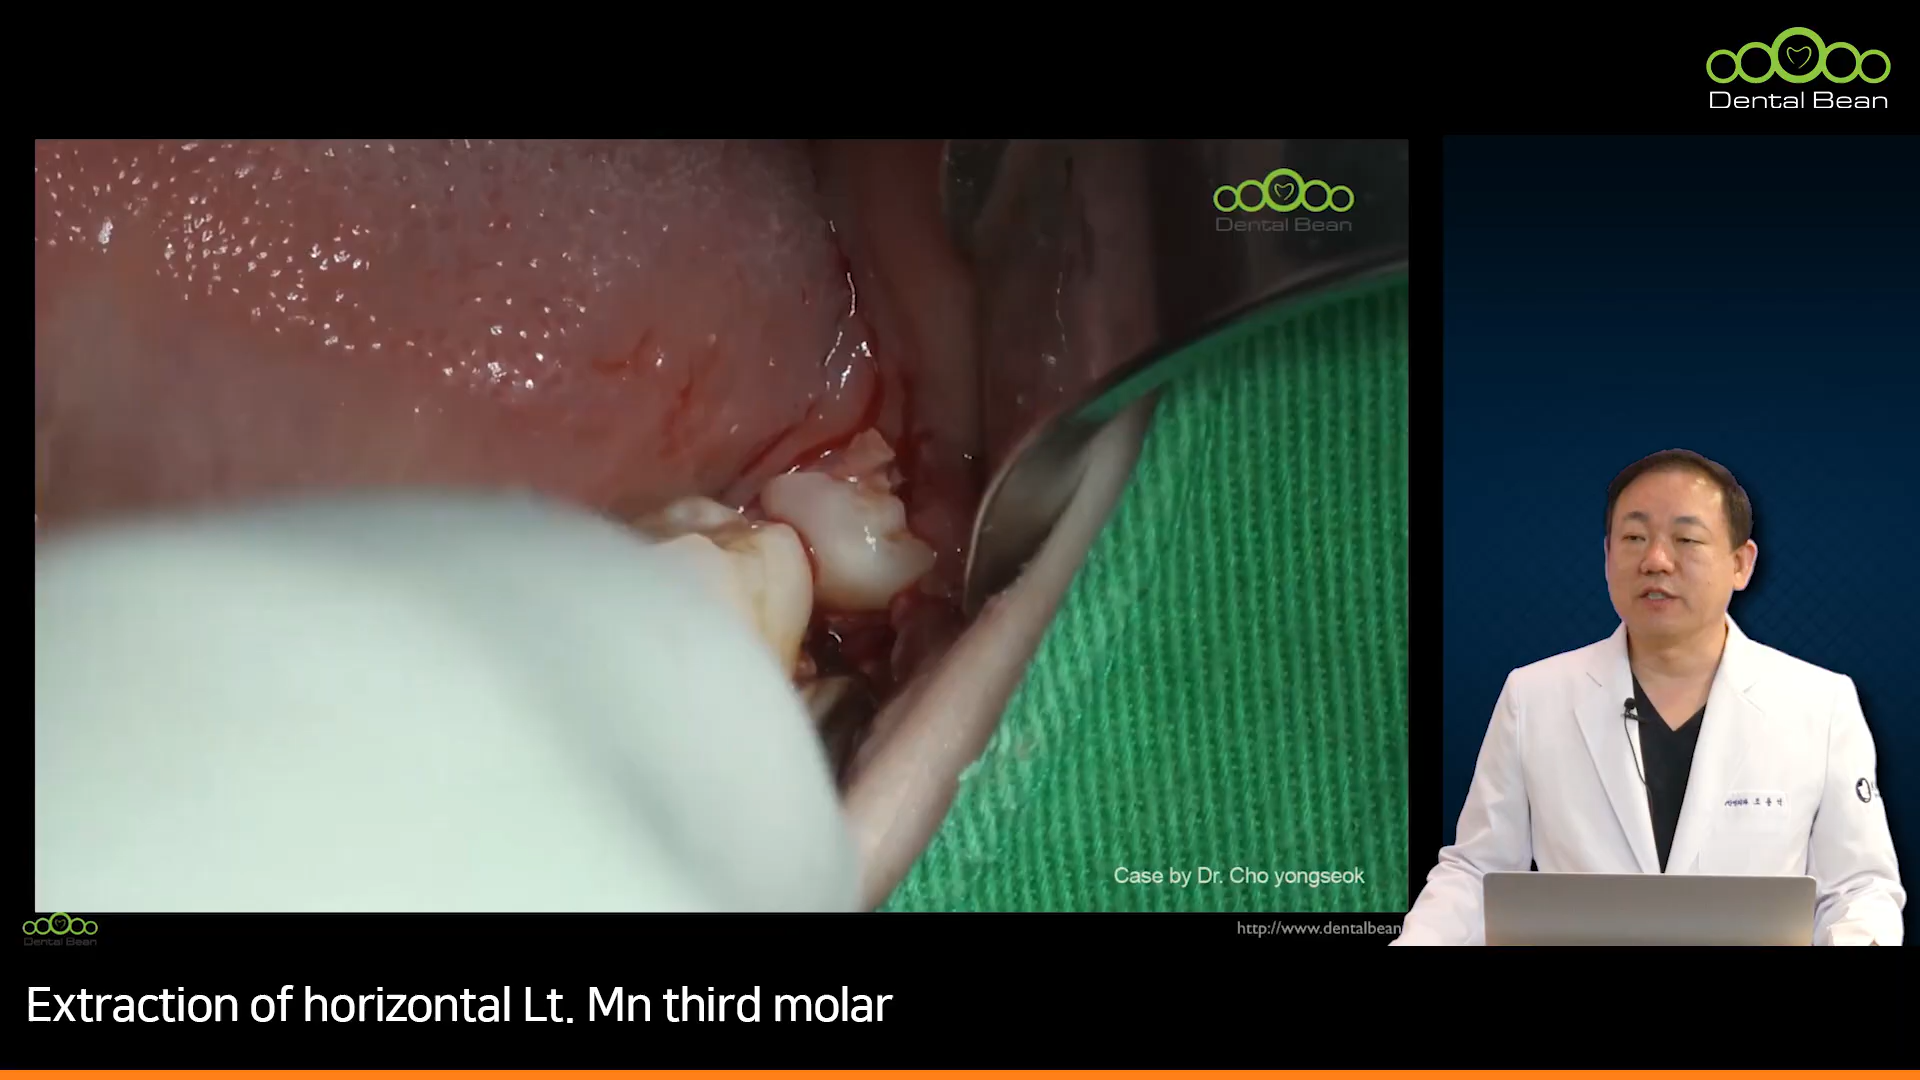 Dental Bean
Dental Bean
Case by Dr. Cho yongseok
Dental Bean
http://www.dentalbean
Extraction of horizontal Lt. Mn third molar